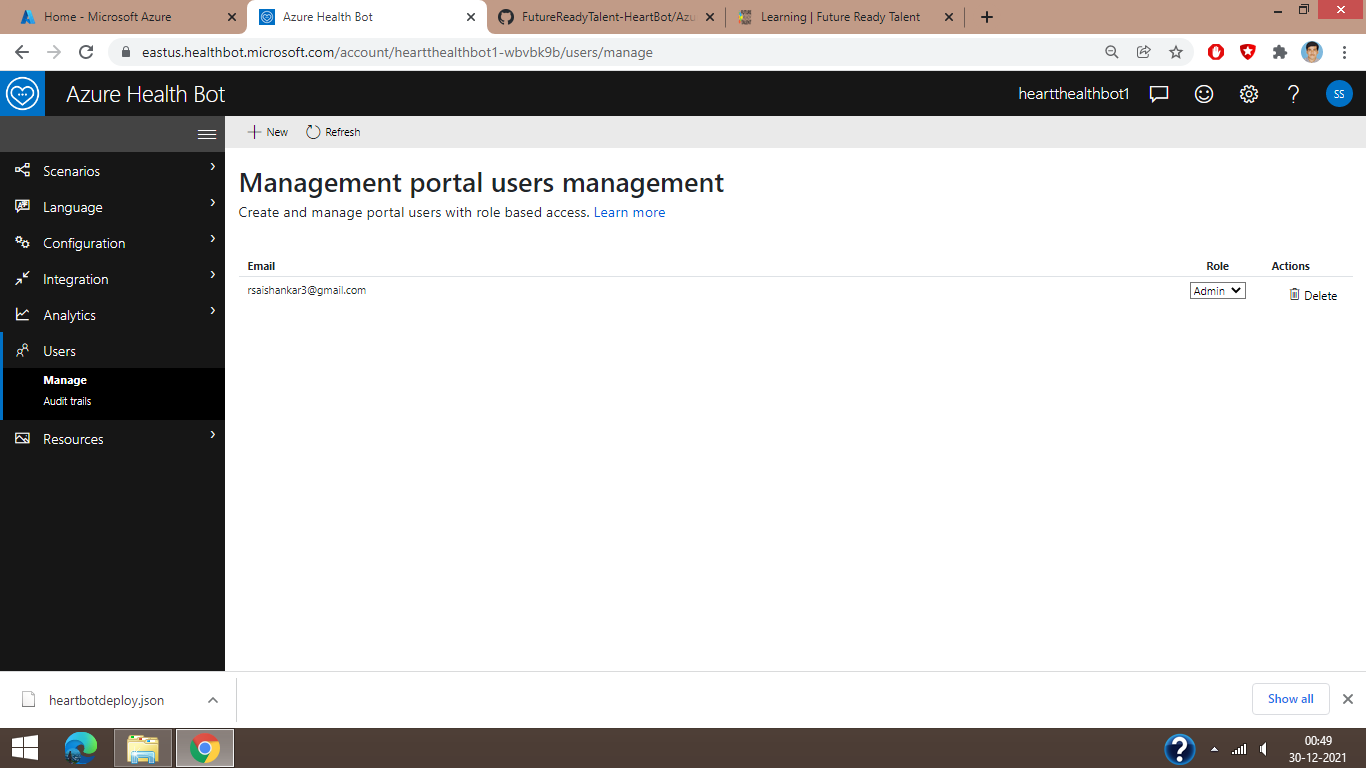 Home - Microsoft Azure
Azure Health Bot
FutureReadyTalent-HeartBot/Azu
Learning | Future Ready Talent
eastus.healthbot.microsoft.com/account/heartthealthbot1-wbvbk9b/users/manage
Azure Health Bot
heartthealthbot1
?
SS
New
Refresh
Scenarios
Language
Configuration
Integration
Analytics
Users
Manage
Audit trails
Resources
Management portal users management
Create and manage portal users with role based access. Learn more
Email Role Actions
rsaishankar3@gmail.com Admin Delete
heartbotdeploy.json
Show all
?
00:49
30-12-2021